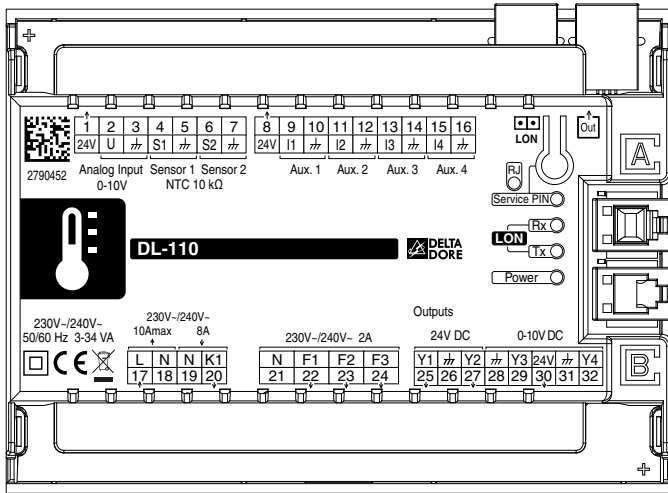 1 2 3 4 5 6 7 8 9 10 11 12 13 14 15 16
24V U S1 S2 24V I1 I2 I3 I4
2790452
Analog Input
0-10V
Sensor 1 Sensor 2
NTC 10 kΩ
Aux. 1 Aux. 2 Aux. 3 Aux. 4
LON
Out
A
RJ
Service PIN
Rx
LON
Tx
Power
DL-110
DELTA
DORE
230V~/240V~
50/60 Hz 3-34 VA
CE
230V~/240V~
10Amax 8A
L N N K1
17 18 19 20
230V~/240V~ 2A
N F1 F2 F3
21 22 23 24
Outputs
24V DC 0-10V DC
Y1 Y2 Y3 24V Y4
25 26 27 28 29 30 31 32
B